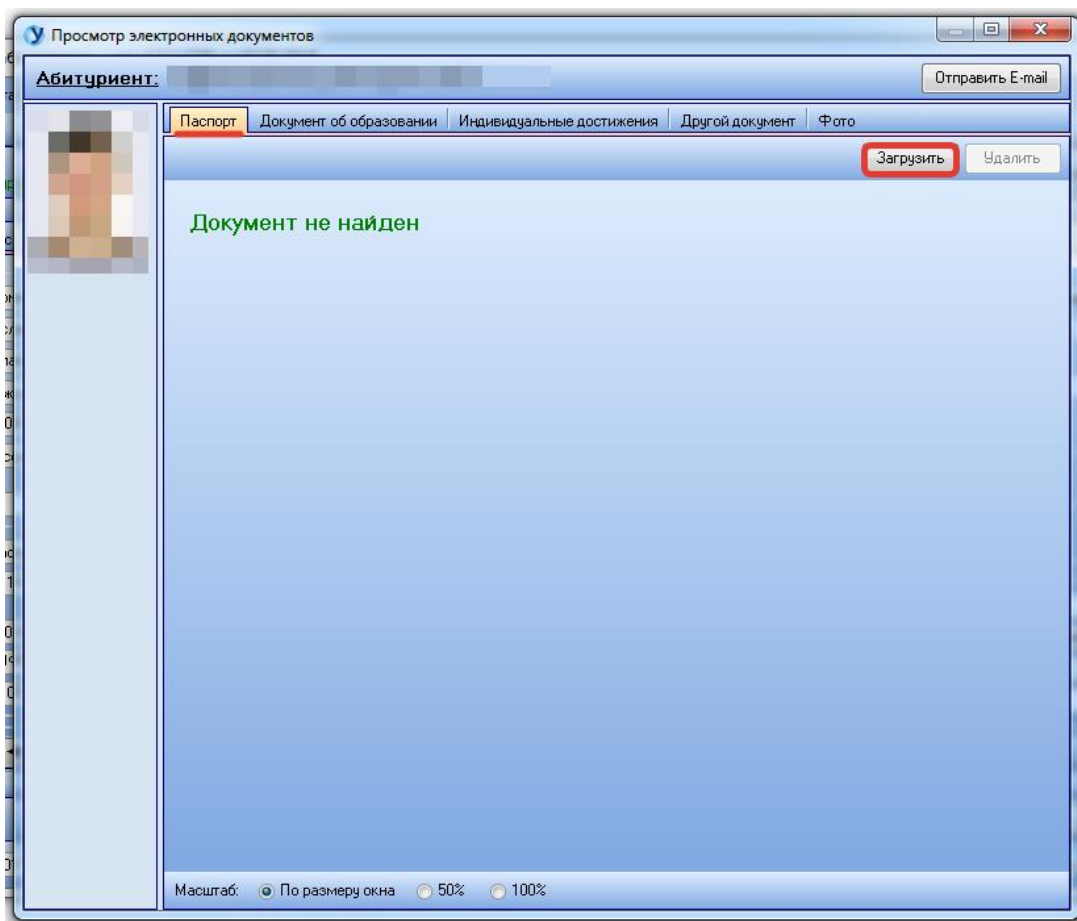 Просмотр электронных документов
Абитуриент:
Отправить E-mail
Паспорт Документ об образовании Индивидуальные достижения Другой документ Фото
Загрузить Удалить
Документ не найден
Масштаб: По размеру окна 50% 100%